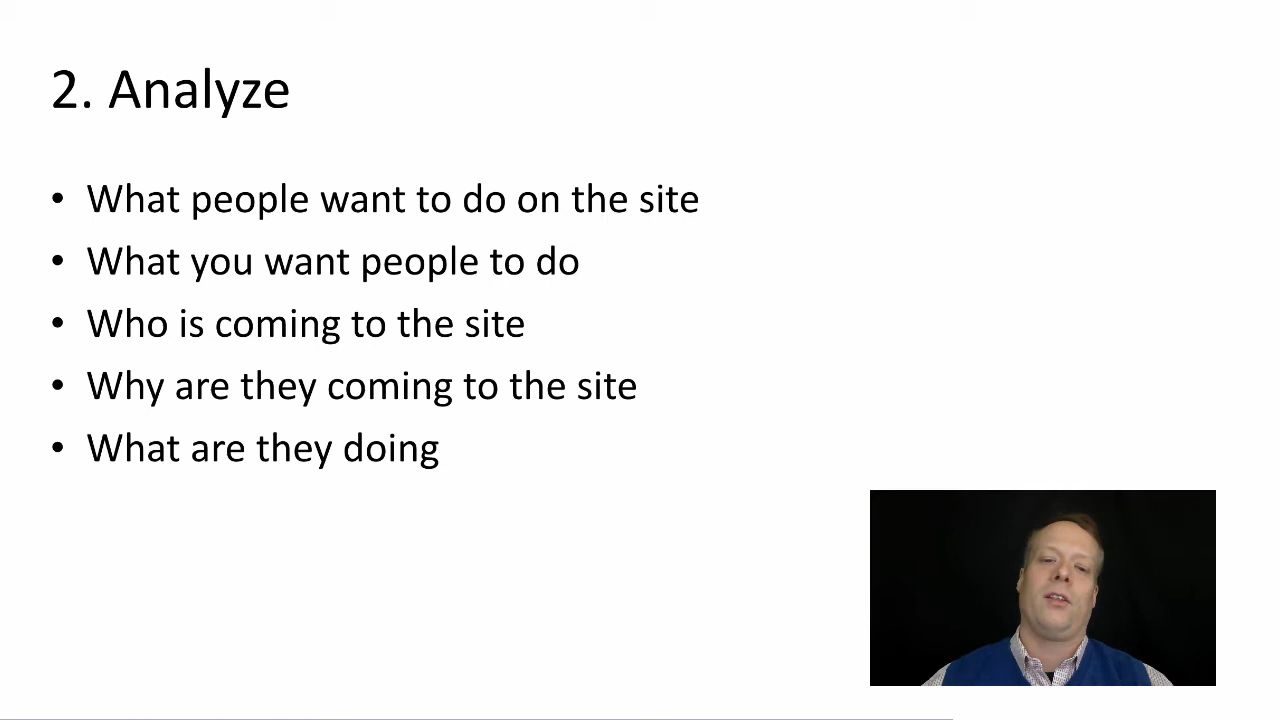 2. Analyze
• What people want to do on the site
• What you want people to do
• Who is coming to the site
• Why are they coming to the site
• What are they doing